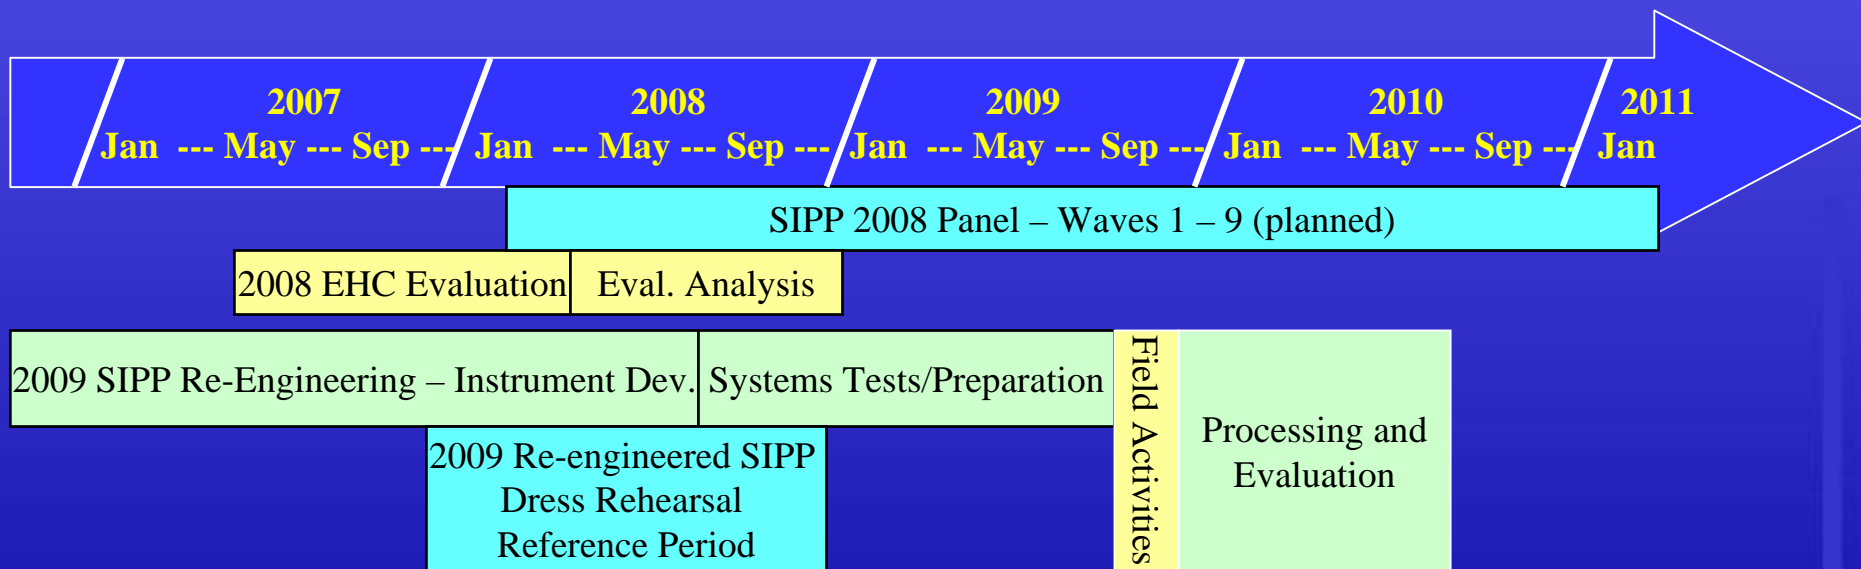 2007 2008 2009 2010 2011
Jan --- May --- Sep --- Jan --- May --- Sep --- Jan --- May --- Sep --- Jan --- May --- Sep --- Jan
SIPP 2008 Panel – Waves 1 – 9 (planned)
2008 EHC Evaluation Eval. Analysis
2009 SIPP Re-Engineering – Instrument Dev. Systems Tests/Preparation
Field Activities
Processing and
Evaluation
2009 Re-engineered SIPP
Dress Rehearsal
Reference Period